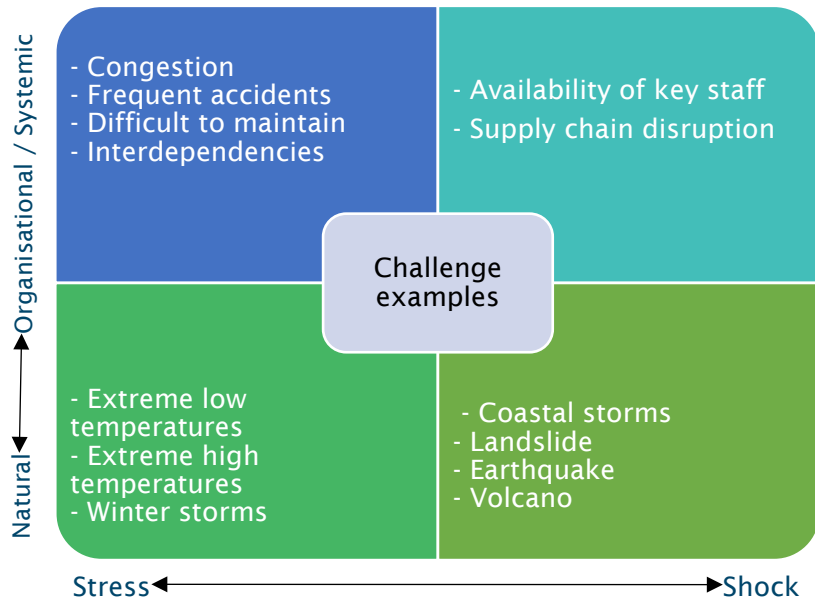 Organisational / Systemic
Natural
- Congestion
- Frequent accidents
- Difficult to maintain
- Interdependencies
- Availability of key staff
- Supply chain disruption
Challenge
examples
- Extreme low
temperatures
- Extreme high
temperatures
- Winter storms
- Coastal storms
- Landslide
- Earthquake
- Volcano
Stress
Shock